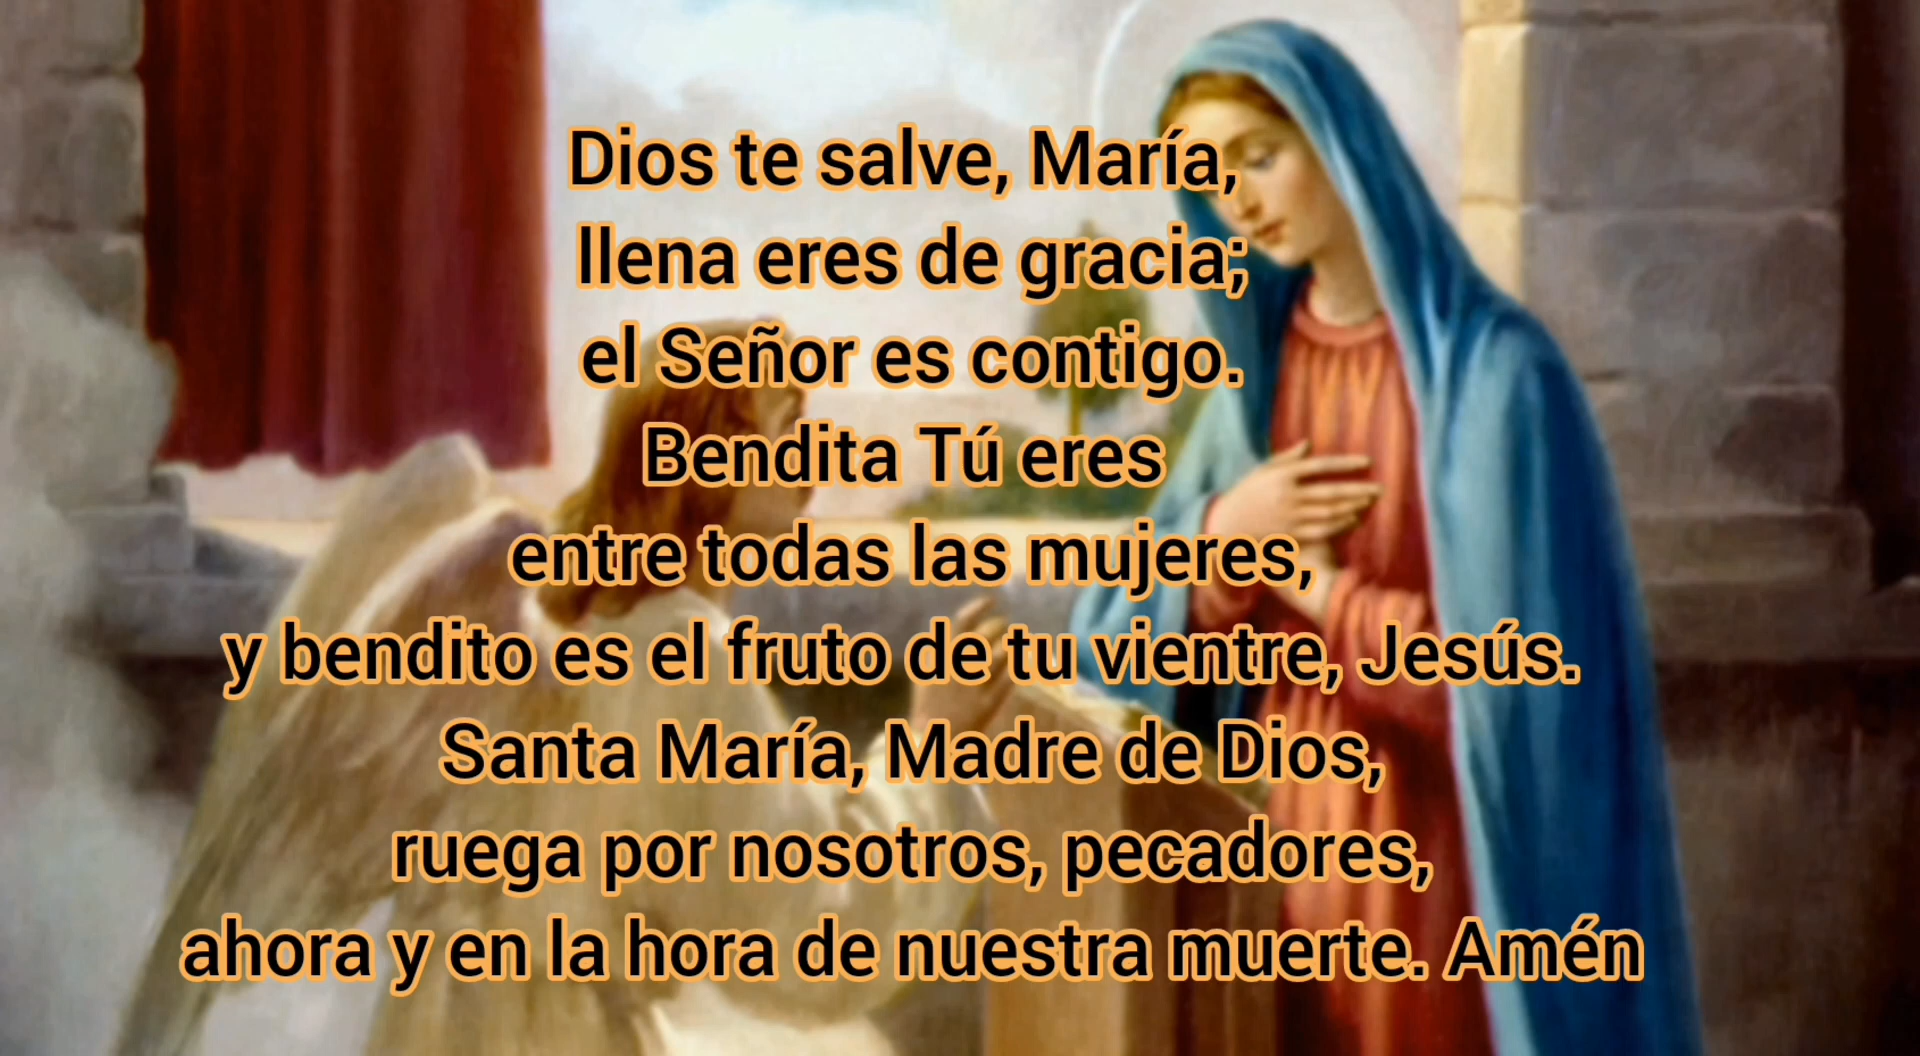 Dios te salve, María,
llena eres de gracia;
el Señor es contigo.
Bendita Tú eres
entre todas las mujeres,
y bendito es el fruto de tu vientre, Jesús.
Santa María, Madre de Dios,
ruega por nosotros, pecadores,
ahora y en la hora de nuestra muerte. Amén